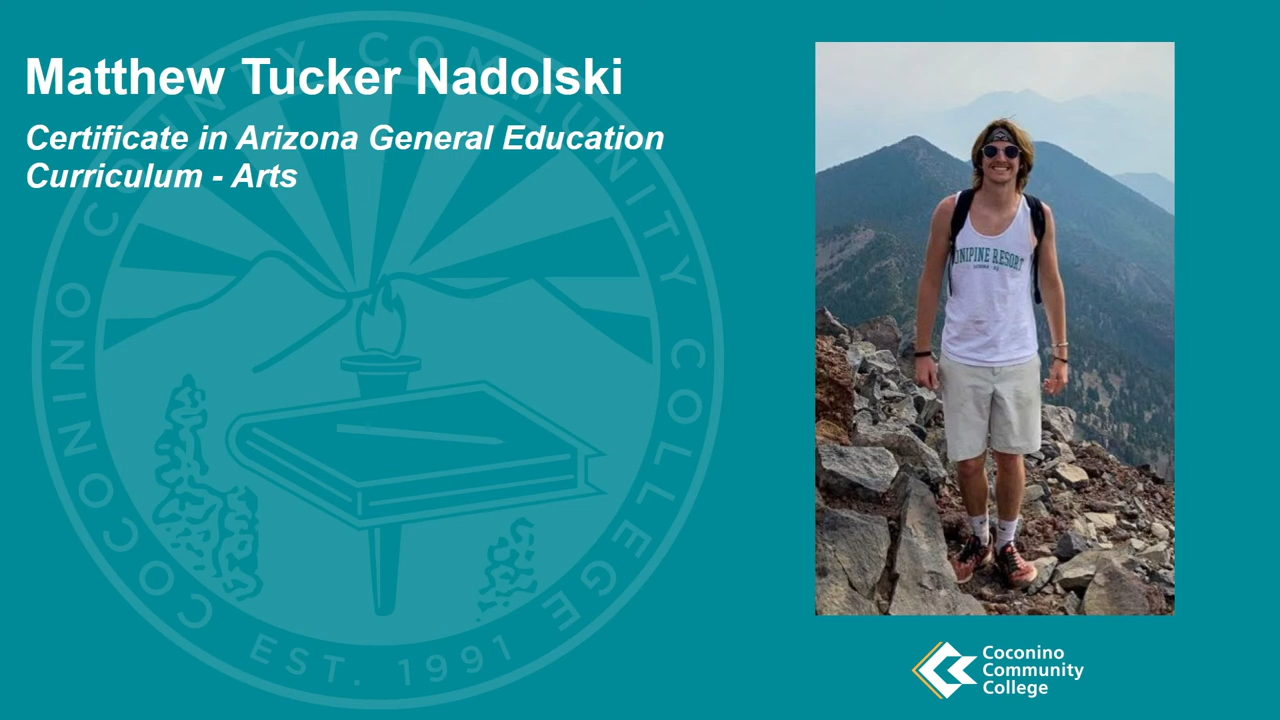 Matthew Tucker Nadolski
Certificate in Arizona General Education
Curriculum - Arts
COCONINO COUNTY COMMUNITY COLLEGE
EST. 1991
ONIPINE RESORT
Coconino
Community
College